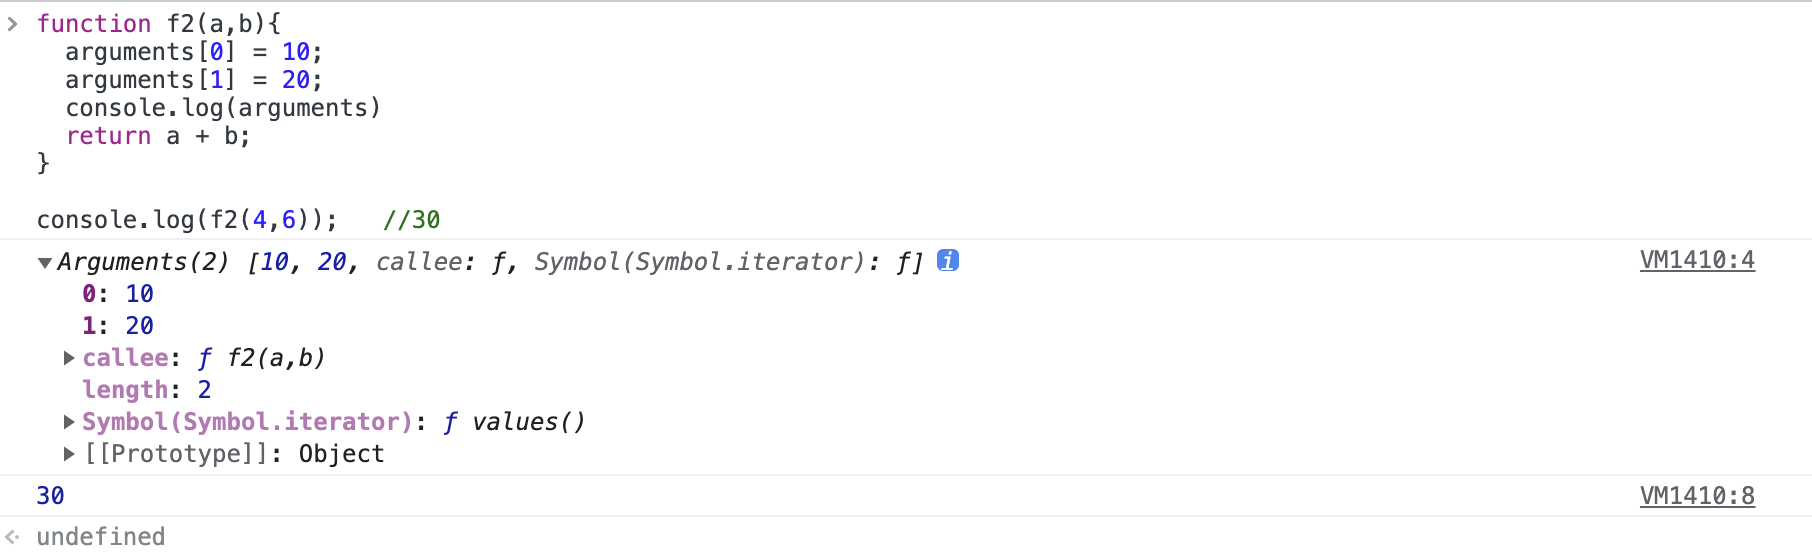 function f2(a,b){
  arguments[0] = 10;
  arguments[1] = 20;
  console.log(arguments)
  return a + b;
}
console.log(f2(4,6));   //30
Arguments(2) [10, 20, callee: ƒ, Symbol(Symbol.iterator): ƒ] i VM1410:4
0: 10
1: 20
callee: ƒ f2(a,b)
length: 2
Symbol(Symbol.iterator): ƒ values()
[[Prototype]]: Object
30 VM1410:8
undefined